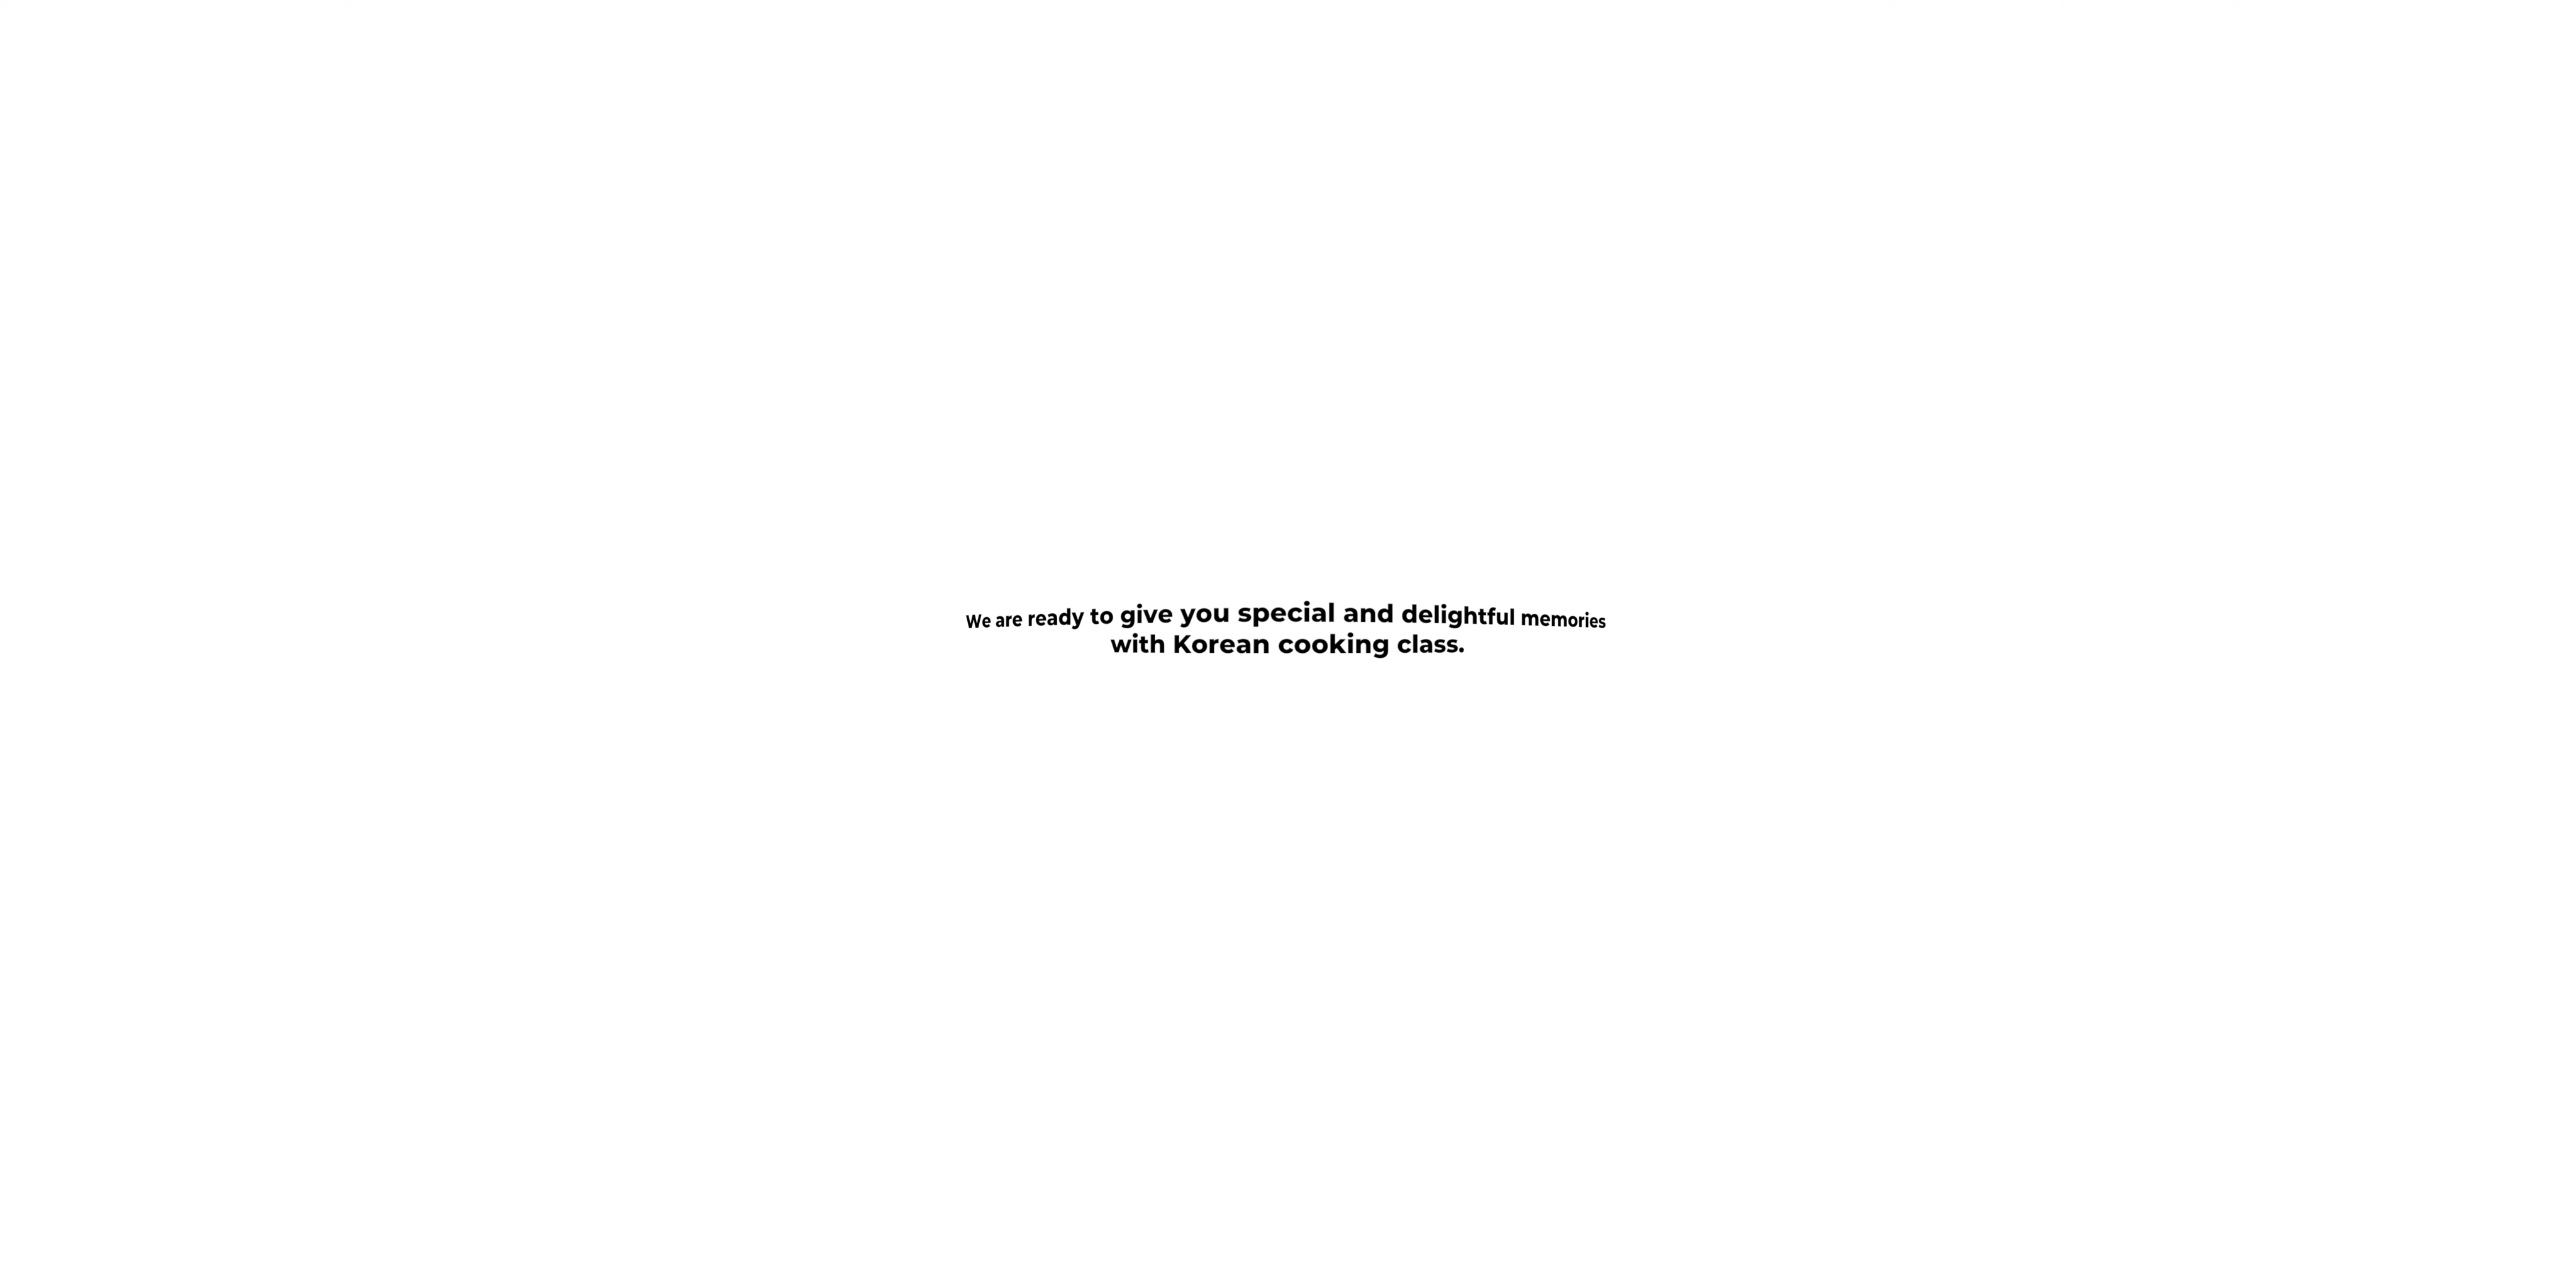 We are ready to give you special and delightful memories
with Korean cooking class.